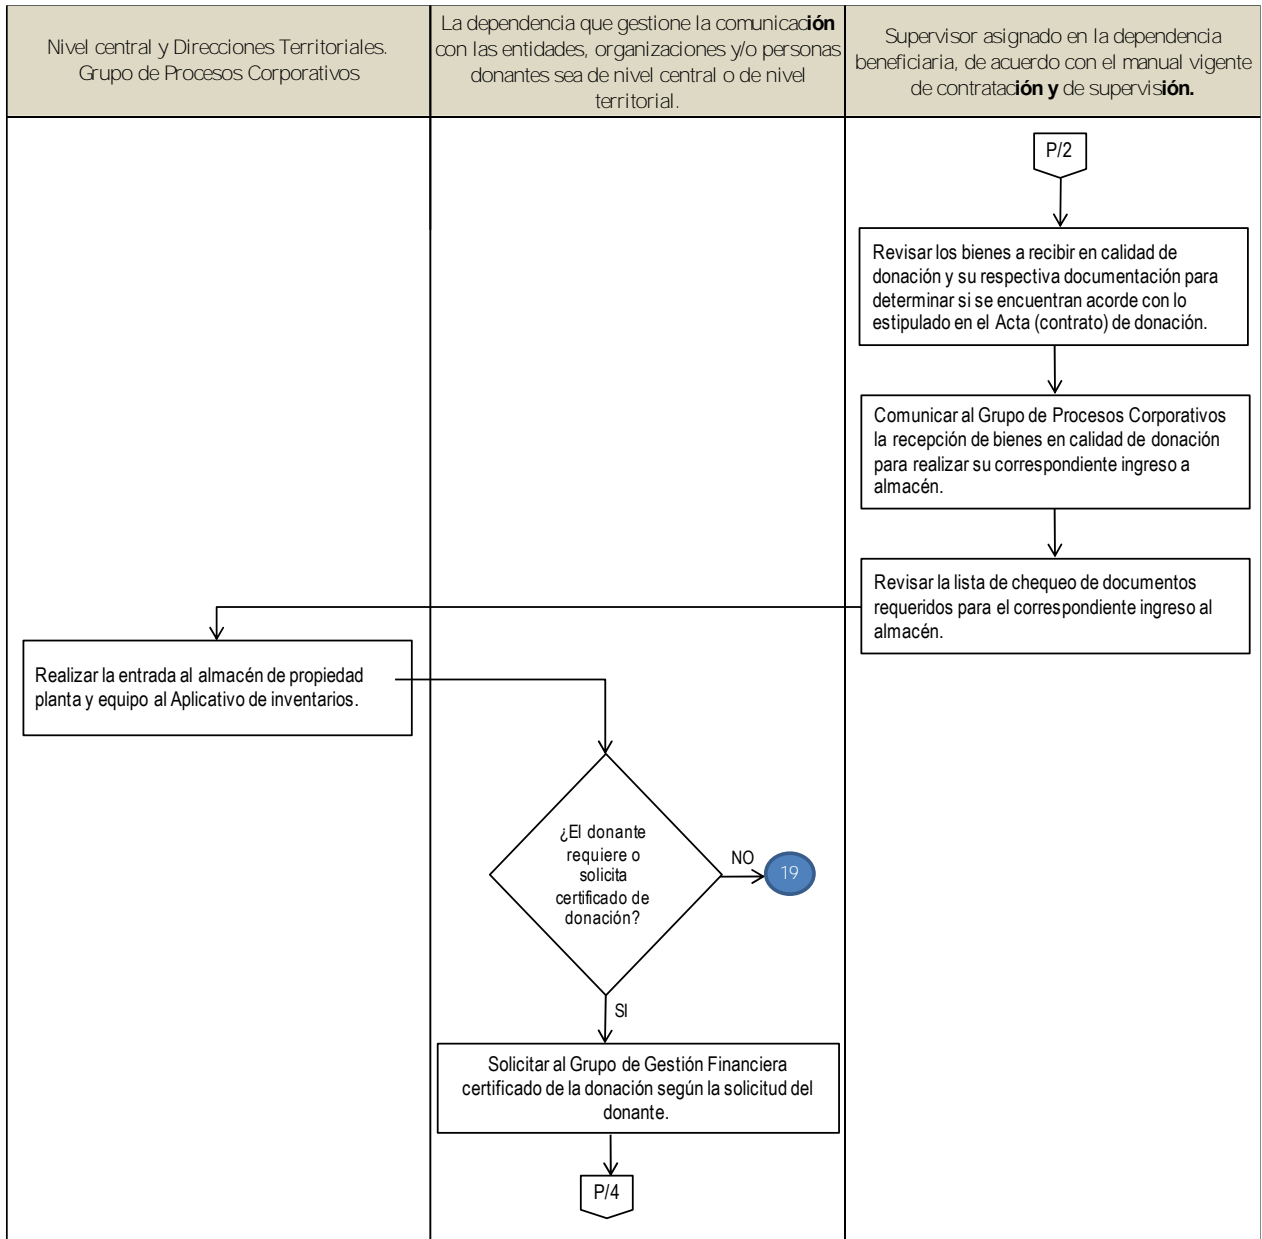 Nivel central y Direcciones Territoriales.
Grupo de Procesos Corporativos
La dependencia que gestione la comunicación
con las entidades, organizaciones y/o personas
donantes sea de nivel central o de nivel
territorial.
Supervisor asignado en la dependencia
beneficiaria, de acuerdo con el manual vigente
de contratación y de supervisión.
P/2
Revisar los bienes a recibir en calidad de
donación y su respectiva documentación para
determinar si se encuentran acorde con lo
estipulado en el Acta (contrato) de donación.
Comunicar al Grupo de Procesos Corporativos
la recepción de bienes en calidad de donación
para realizar su correspondiente ingreso a
almacén.
Revisar la lista de chequeo de documentos
requeridos para el correspondiente ingreso al
almacén.
Realizar la entrada al almacén de propiedad
planta y equipo al Aplicativo de inventarios.
¿El donante
requiere o
solicita
certificado de
donación?
NO
19
SI
Solicitar al Grupo de Gestión Financiera
certificado de la donación según la solicitud del
donante.
P/4